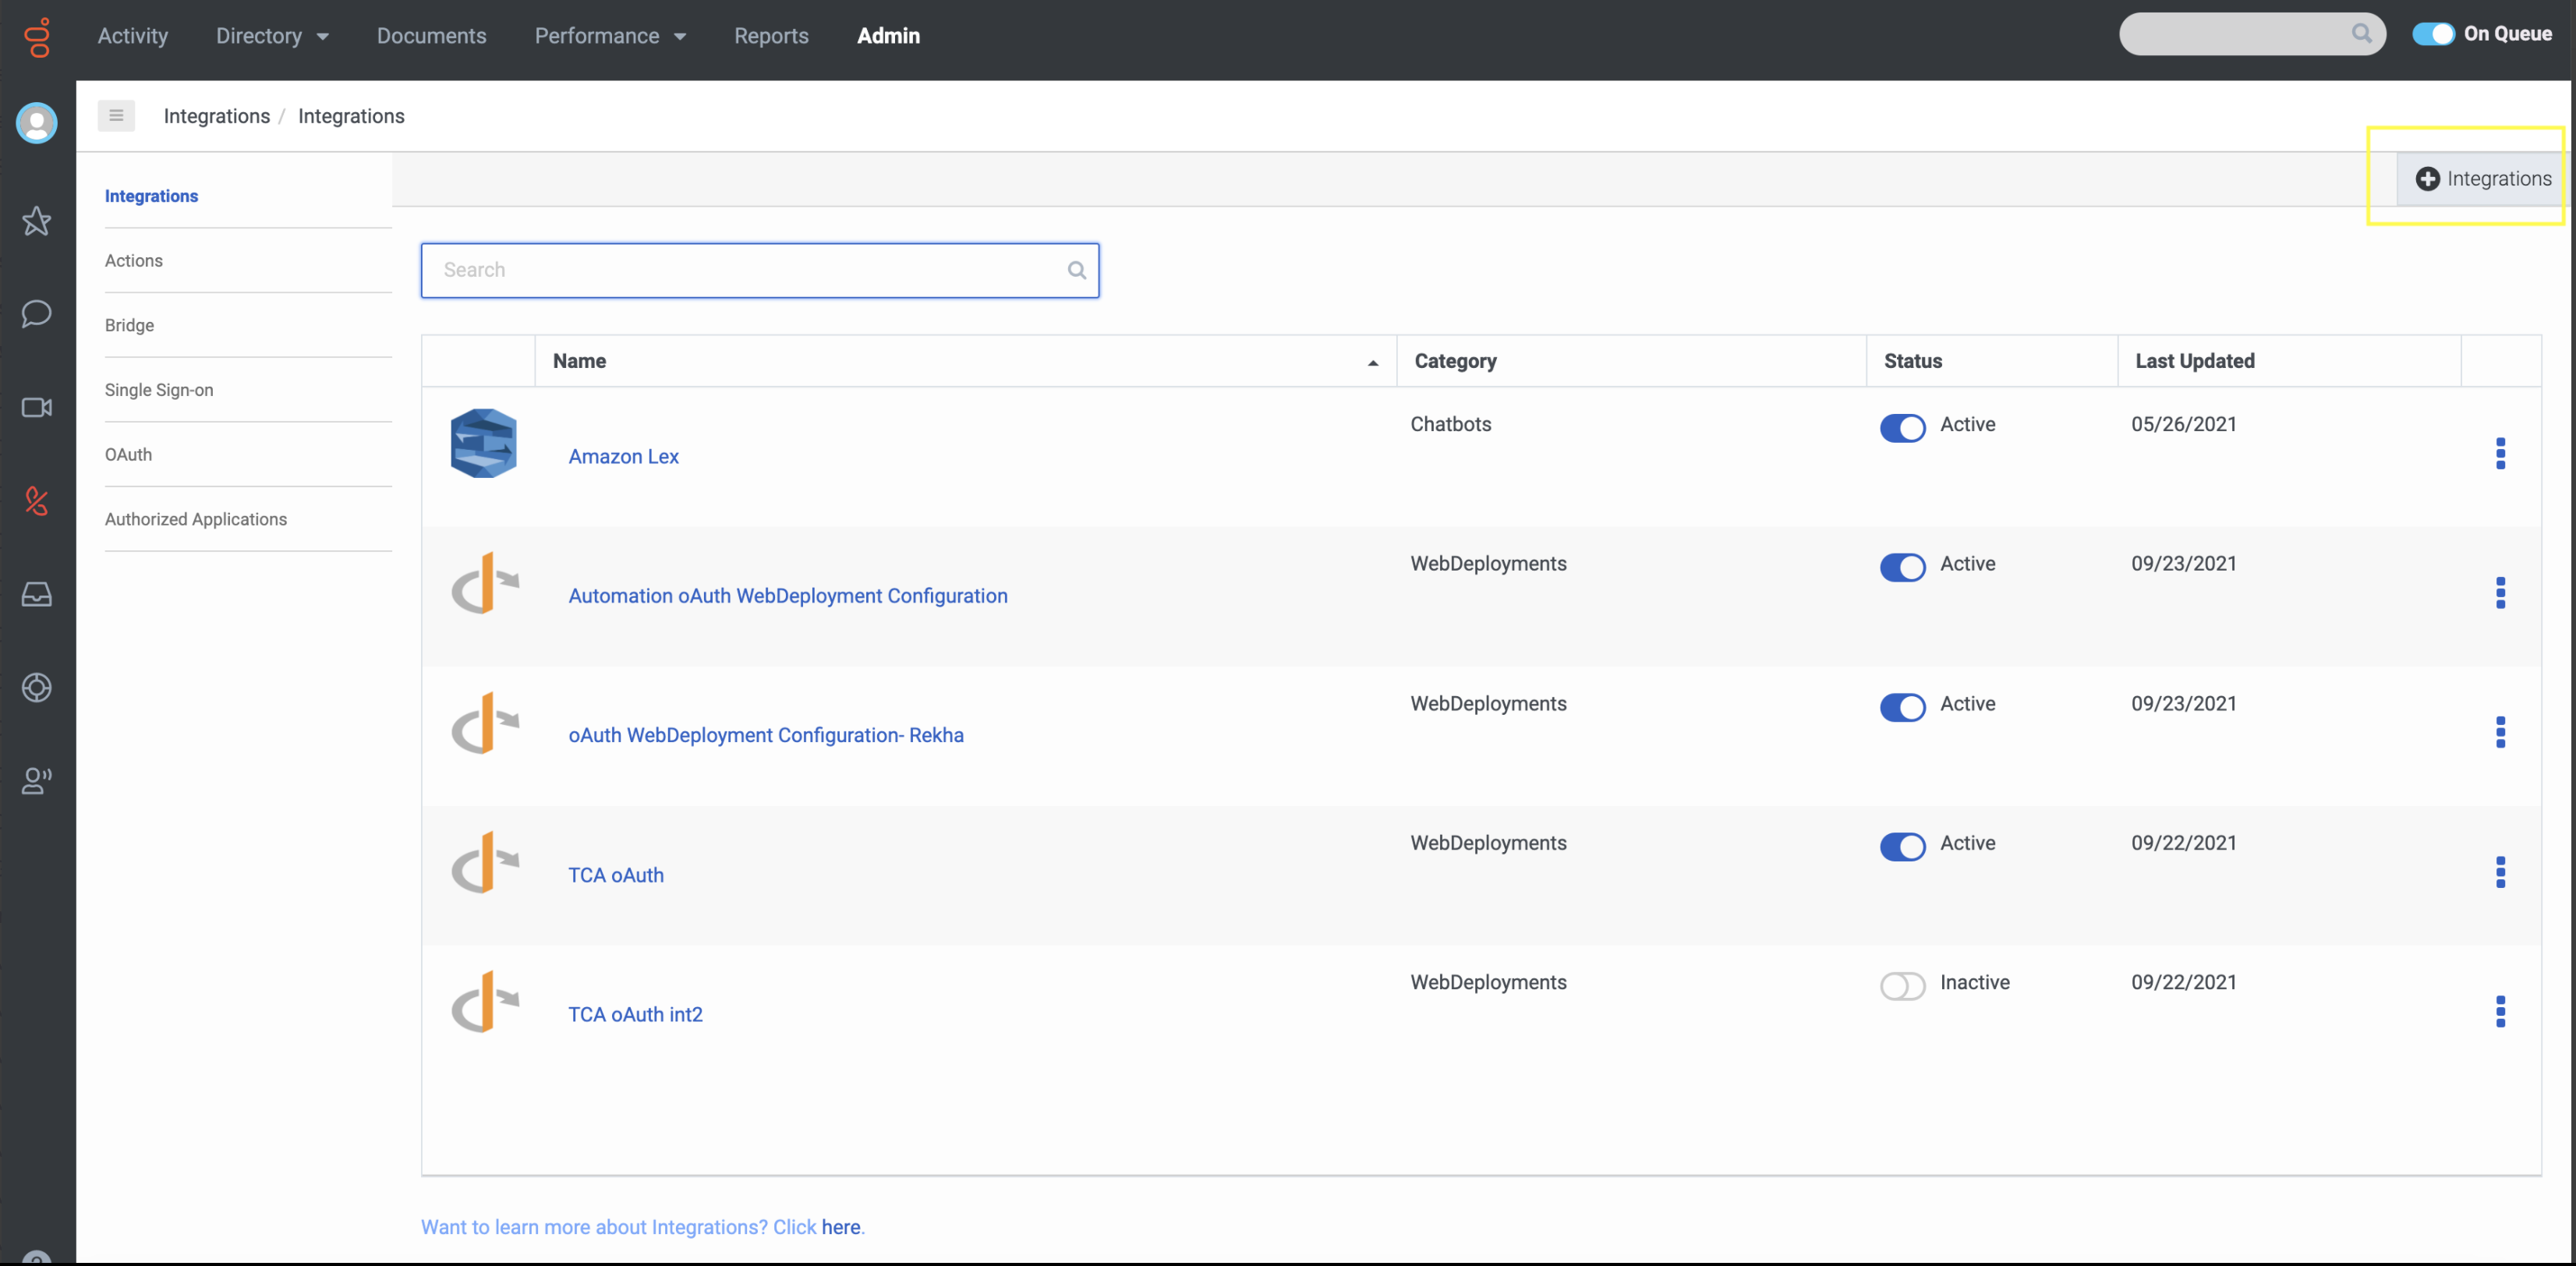 Activity Directory Documents Performance Reports Admin On Queue
Integrations / Integrations
Integrations
Integrations
Actions
Bridge
Single Sign-on
OAuth
Authorized Applications
Search
Name Category Status Last Updated
Amazon Lex Chatbots Active 05/26/2021
Automation oAuth WebDeployment Configuration WebDeployments Active 09/23/2021
oAuth WebDeployment Configuration- Rekha WebDeployments Active 09/23/2021
TCA oAuth WebDeployments Active 09/22/2021
TCA oAuth int2 WebDeployments Inactive 09/22/2021
Want to learn more about Integrations? Click here.